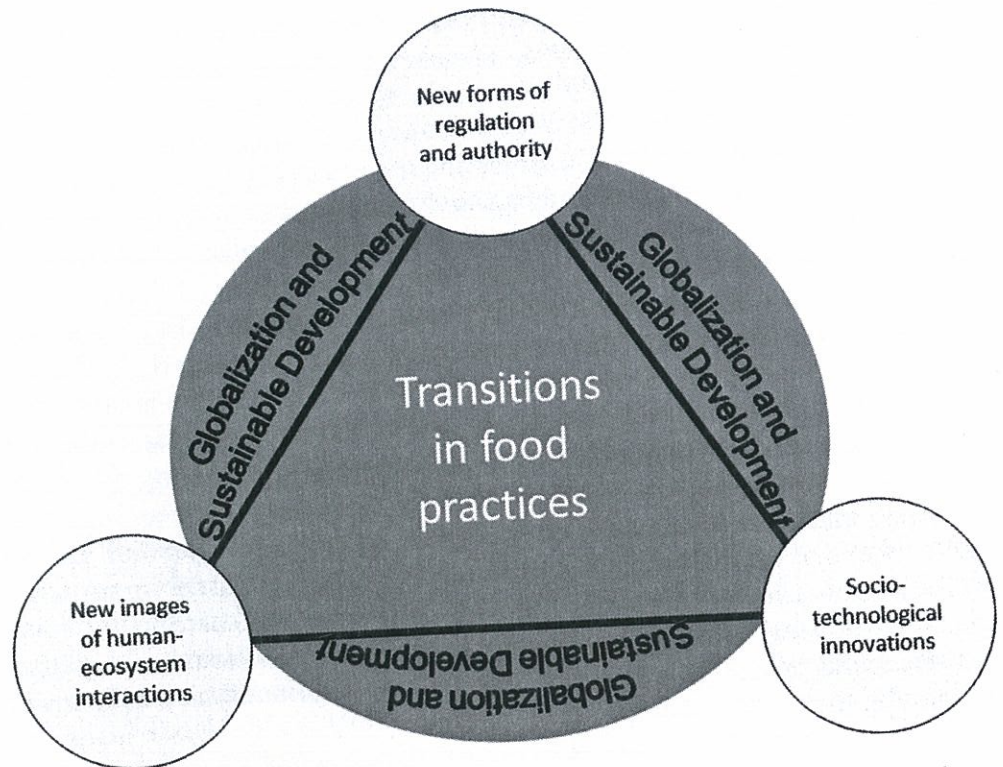 New forms of
regulation
and authority
Globalization and
Sustainable Development
Globalization and
Sustainable Development
Transitions
in food
practices
New images
of human-
ecosystem
interactions
Socio-
technological
innovations
Globalization and
Sustainable Development